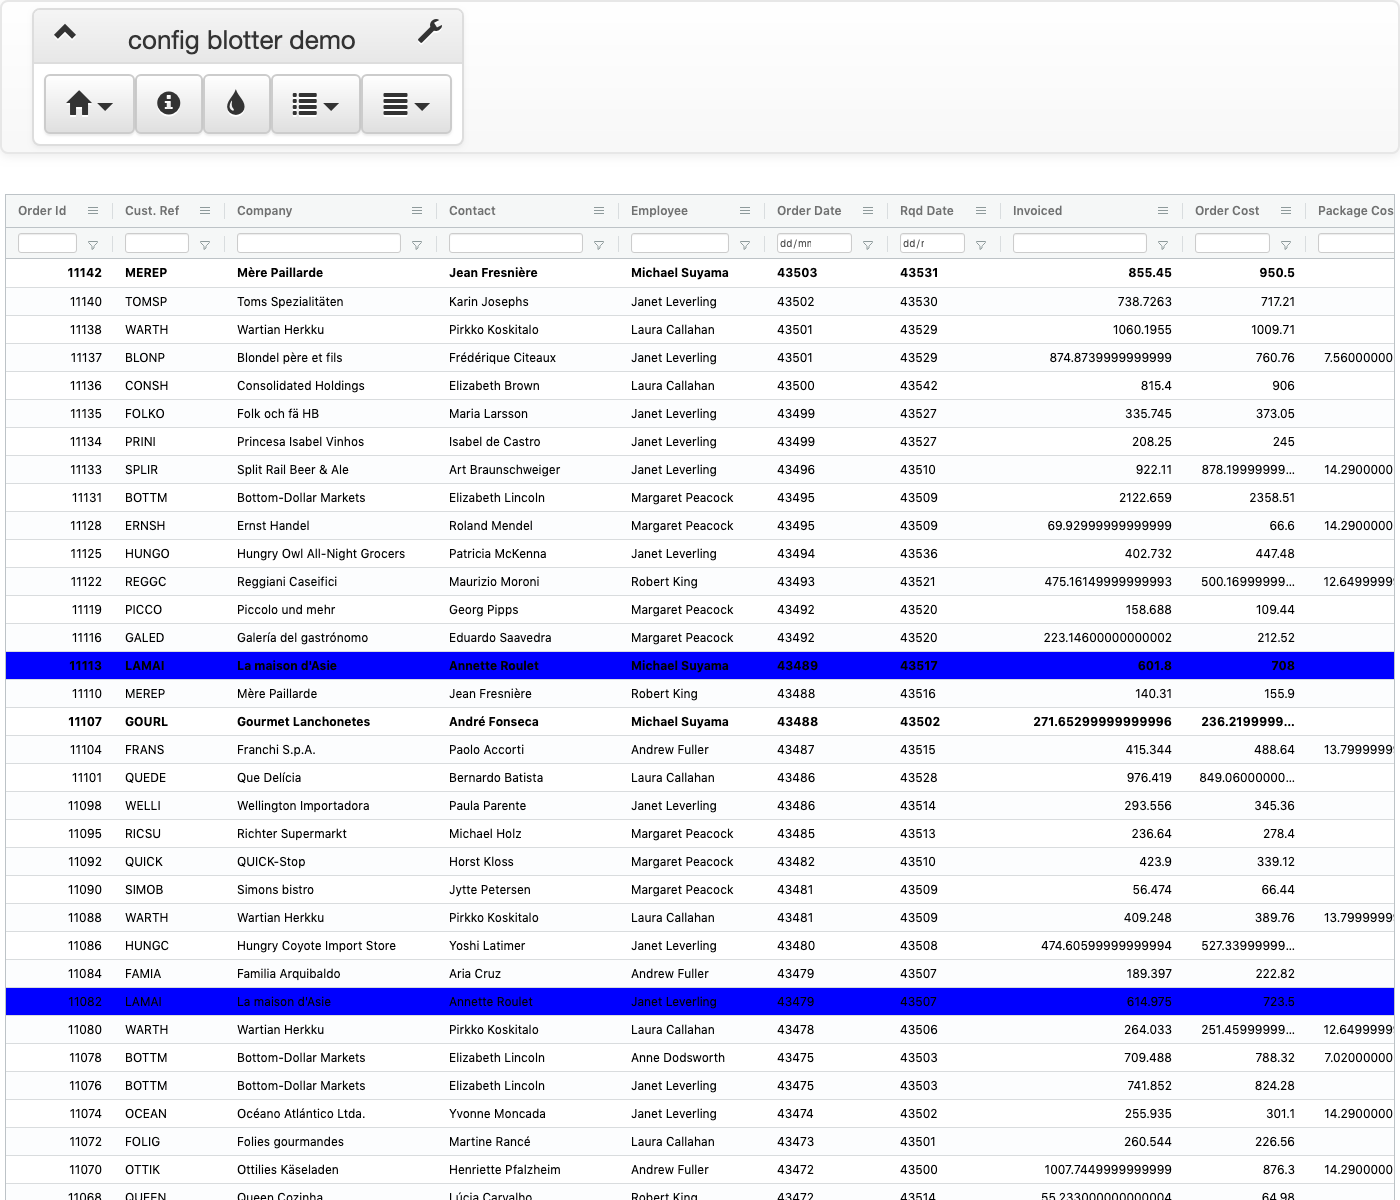 config blotter demo
Order Id Cust. Ref Company Contact Employee Order Date Rqd Date Invoiced Order Cost Package Cos
dd/mm dd/r
11142 MEREP Mère Paillarde Jean Fresnière Michael Suyama 43503 43531 855.45 950.5
11140 TOMSP Toms Spezialitäten Karin Josephs Janet Leverling 43502 43530 738.7263 717.21
11138 WARTH Wartian Herkku Pirkko Koskitalo Laura Callahan 43501 43529 1060.1955 1009.71
11137 BLONP Blondel père et fils Frédérique Citeaux Janet Leverling 43501 43529 874.8739999999999 760.76 7.56000000
11136 CONSH Consolidated Holdings Elizabeth Brown Laura Callahan 43500 43542 815.4 906
11135 FOLKO Folk och fä HB Maria Larsson Janet Leverling 43499 43527 335.745 373.05
11134 PRINI Princesa Isabel Vinhos Isabel de Castro Janet Leverling 43499 43527 208.25 245
11133 SPLIR Split Rail Beer & Ale Art Braunschweiger Janet Leverling 43496 43510 922.11 878.19999999... 14.2900000
11131 BOTTM Bottom-Dollar Markets Elizabeth Lincoln Margaret Peacock 43495 43509 2122.659 2358.51
11128 ERNSH Ernst Handel Roland Mendel Margaret Peacock 43495 43509 69.92999999999999 66.6 14.2900000
11125 HUNGO Hungry Owl All-Night Grocers Patricia McKenna Janet Leverling 43494 43536 402.732 447.48
11122 REGGC Reggiani Caseifici Maurizio Moroni Robert King 43493 43521 475.16149999999993 500.16999999... 12.6499999
11119 PICCO Piccolo und mehr Georg Pipps Margaret Peacock 43492 43520 158.688 109.44
11116 GALED Galería del gastrónomo Eduardo Saavedra Margaret Peacock 43492 43520 223.14600000000002 212.52
11113 LAMAI La maison d'Asie Annette Roulet Michael Suyama 43489 43517 601.8 708
11110 MEREP Mère Paillarde Jean Fresnière Robert King 43488 43516 140.31 155.9
11107 GOURL Gourmet Lanchonetes André Fonseca Michael Suyama 43488 43502 271.65299999999996 236.2199999...
11104 FRANS Franchi S.p.A. Paolo Accorti Andrew Fuller 43487 43515 415.344 488.64 13.7999999
11101 QUEDE Que Delícia Bernardo Batista Laura Callahan 43486 43528 976.419 849.06000000...
11098 WELLI Wellington Importadora Paula Parente Janet Leverling 43486 43514 293.556 345.36
11095 RICSU Richter Supermarkt Michael Holz Margaret Peacock 43485 43513 236.64 278.4
11092 QUICK QUICK-Stop Horst Kloss Margaret Peacock 43482 43510 423.9 339.12
11090 SIMOB Simons bistro Jytte Petersen Margaret Peacock 43481 43509 56.474 66.44
11088 WARTH Wartian Herkku Pirkko Koskitalo Laura Callahan 43481 43509 409.248 389.76 13.7999999
11086 HUNGC Hungry Coyote Import Store Yoshi Latimer Janet Leverling 43480 43508 474.60599999999994 527.33999999...
11084 FAMIA Familia Arquibaldo Aria Cruz Andrew Fuller 43479 43507 189.397 222.82
11082 LAMAI La maison d'Asie Annette Roulet Janet Leverling 43479 43507 614.975 723.5
11080 WARTH Wartian Herkku Pirkko Koskitalo Laura Callahan 43478 43506 264.033 251.45999999... 12.6499999
11078 BOTTM Bottom-Dollar Markets Elizabeth Lincoln Anne Dodsworth 43475 43503 709.488 788.32 7.02000000
11076 BOTTM Bottom-Dollar Markets Elizabeth Lincoln Janet Leverling 43475 43503 741.852 824.28
11074 OCEAN Océano Atlántico Ltda. Yvonne Moncada Janet Leverling 43474 43502 255.935 301.1 14.2900000
11072 FOLIG Folies gourmandes Martine Rancé Laura Callahan 43473 43501 260.544 226.56
11070 OTTIK Ottilies Käseladen Henriette Pfalzheim Andrew Fuller 43472 43500 1007.7449999999999 876.3 14.2900000
11068 QUEEN Queen Cozinha Lúcia Carvalho Robert King 43472 43514 55.233000000000004 64.98